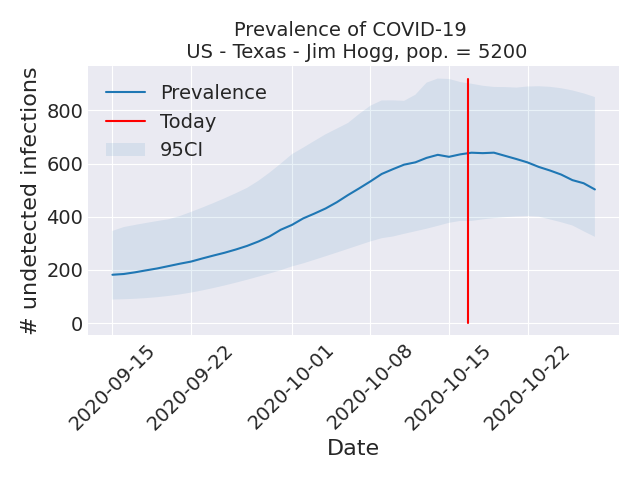 Prevalence of COVID-19
US - Texas - Jim Hogg, pop. = 5200
# undetected infections
800
600
400
200
0
Prevalence
Today
95CI
2020-09-15
2020-09-22
2020-10-01
2020-10-08
2020-10-15
2020-10-22
Date